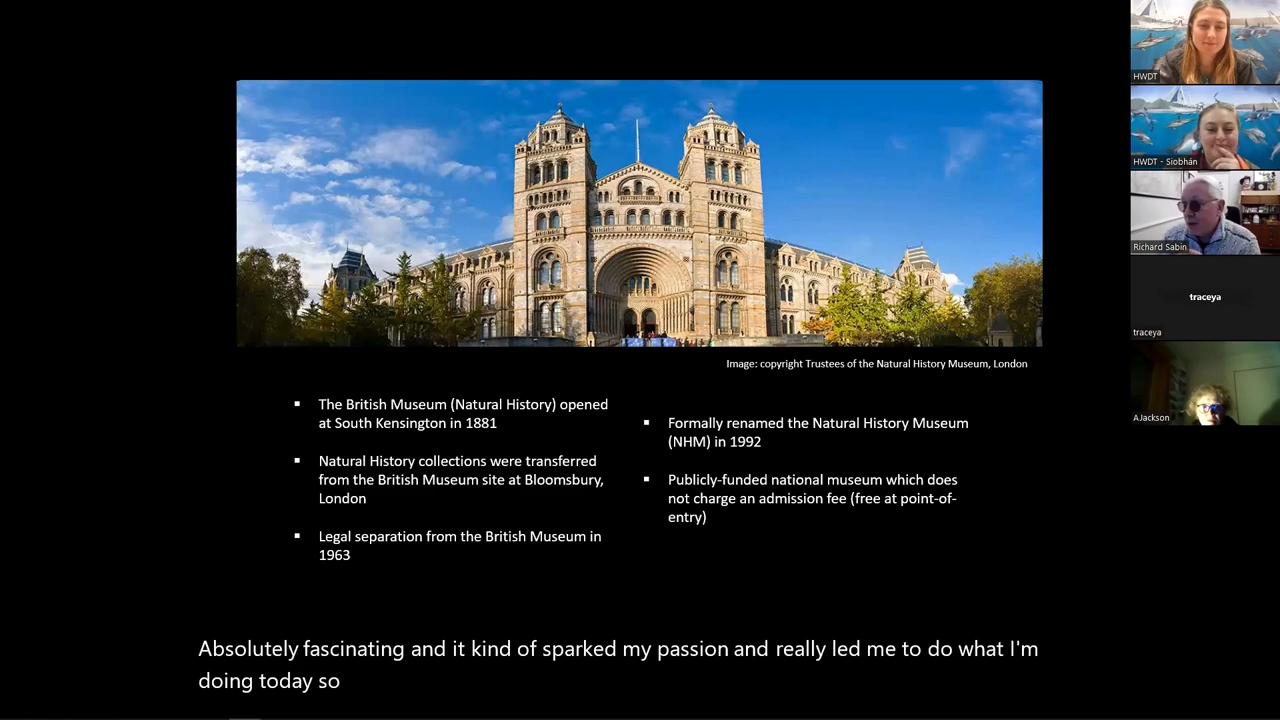 HWDT
HWDT - Siobhán
Richard Sabin
traceya
traceya
AJackson
Image: copyright Trustees of the Natural History Museum, London
▪ The British Museum (Natural History) opened
at South Kensington in 1881
▪ Natural History collections were transferred
from the British Museum site at Bloomsbury,
London
▪ Legal separation from the British Museum in
1963
▪ Formally renamed the Natural History Museum
(NHM) in 1992
▪ Publicly-funded national museum which does
not charge an admission fee (free at point-of-
entry)
Absolutely fascinating and it kind of sparked my passion and really led me to do what I'm
doing today so